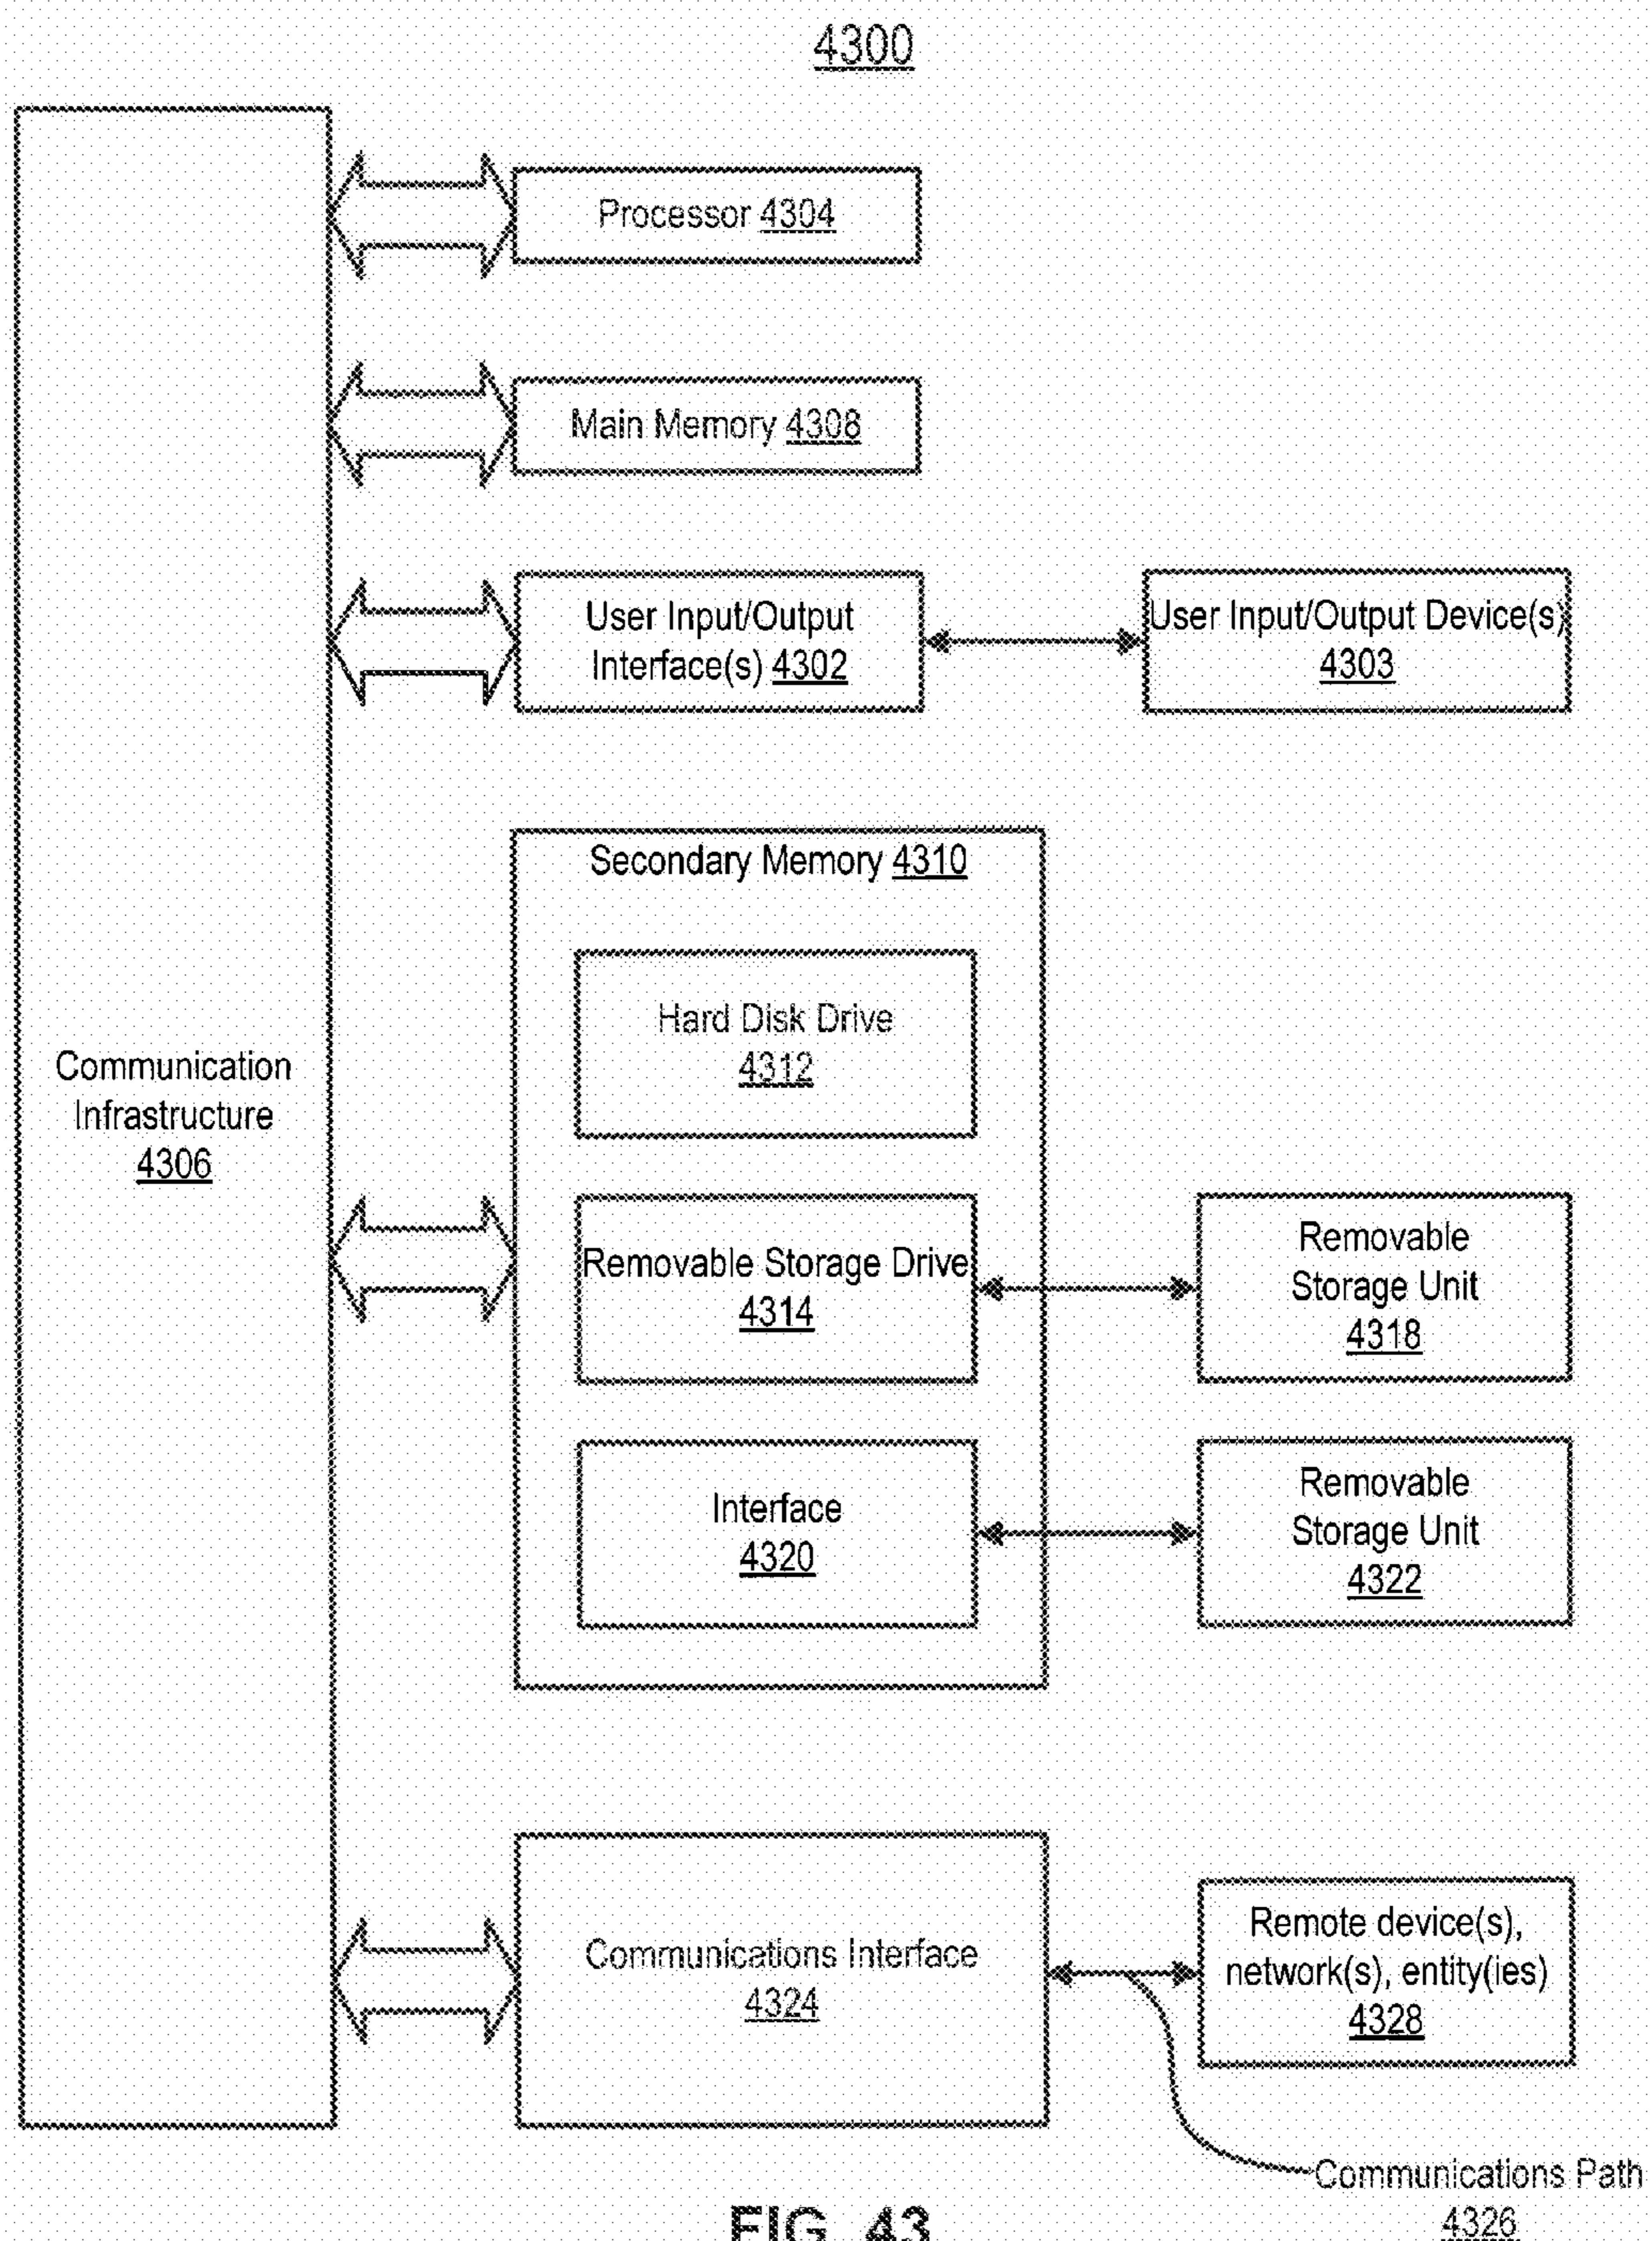 4300
Processor 4304
Main Memory 4308
User Input/Output
Interface(s) 4302
User Input/Output Device(s)
4303
Secondary Memory 4310
Hard Disk Drive
4312
Communication
Infrastructure
4306
Removable Storage Drive
4314
Removable
Storage Unit
4318
Interface
4320
Removable
Storage Unit
4322
Communications Interface
4324
Remote device(s),
network(s), entity(ies)
4328
Communications Path
4326
FIG. 43